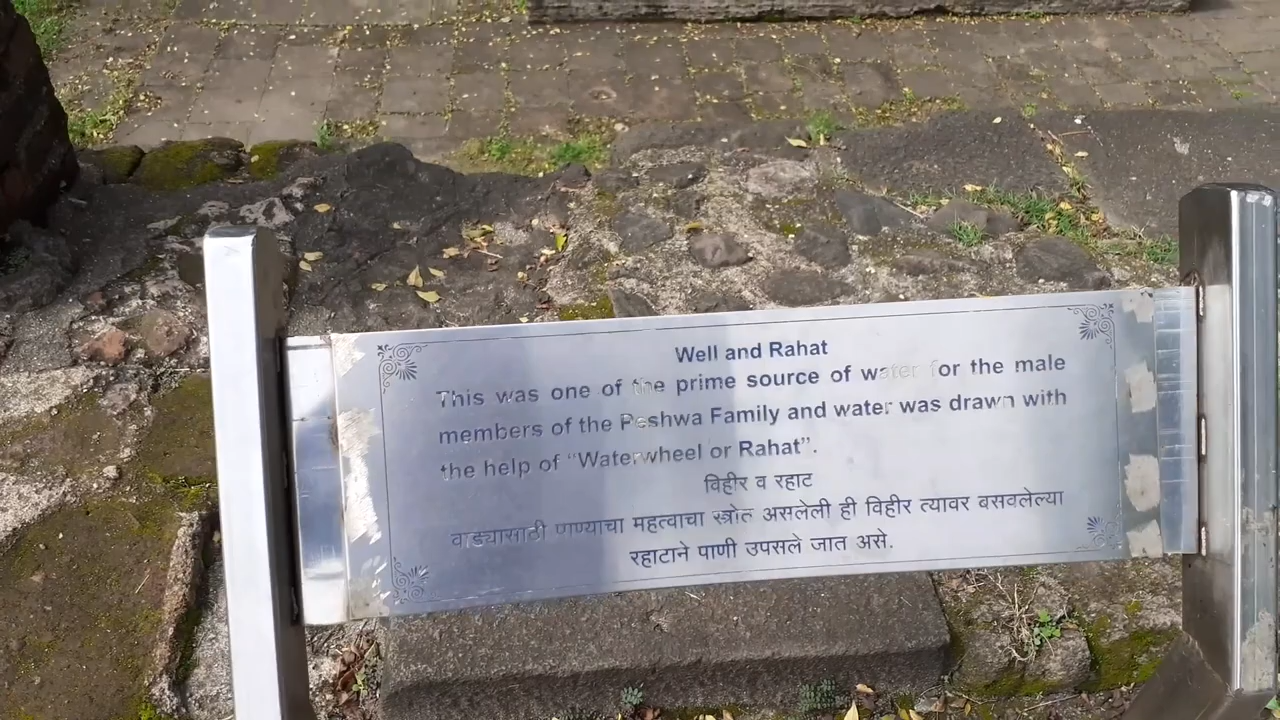 Well and Rahat
This was one of the prime source of water for the male
members of the Peshwa Family and water was drawn with
the help of “Waterwheel or Rahat”.
विहीर व रहाट
वाड्यासाठी पाण्याचा महत्वाचा स्त्रोत असलेली ही विहीर त्यावर बसवलेल्या
रहाटाने पाणी उपसले जात असे.